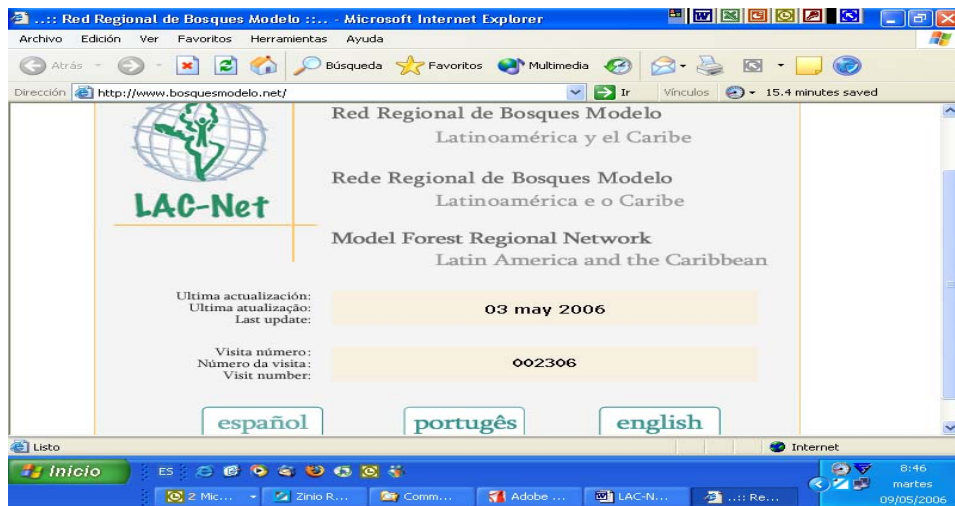 ..:: Red Regional de Bosques Modelo ::.. - Microsoft Internet Explorer
Archivo Edición Ver Favoritos Herramientas Ayuda
Atrás Búsqueda Favoritos Multimedia
Dirección http://www.bosquesmodelo.net/ Ir Vínculos 15.4 minutes saved
Red Regional de Bosques Modelo
Latinoamérica y el Caribe
Rede Regional de Bosques Modelo
Latinoamérica e o Caribe
LAC-Net
Model Forest Regional Network
Latin America and the Caribbean
Ultima actualización:
Ultima atualização:
Last update:
03 may 2006
Visita número:
Número da visita:
Visit number:
002306
español portugês english
Listo Internet
Inicio ES 8:46
martes
2 Mic... Zinio R... Comm... Adobe ... LAC-N... ..:: Re... 09/05/2006